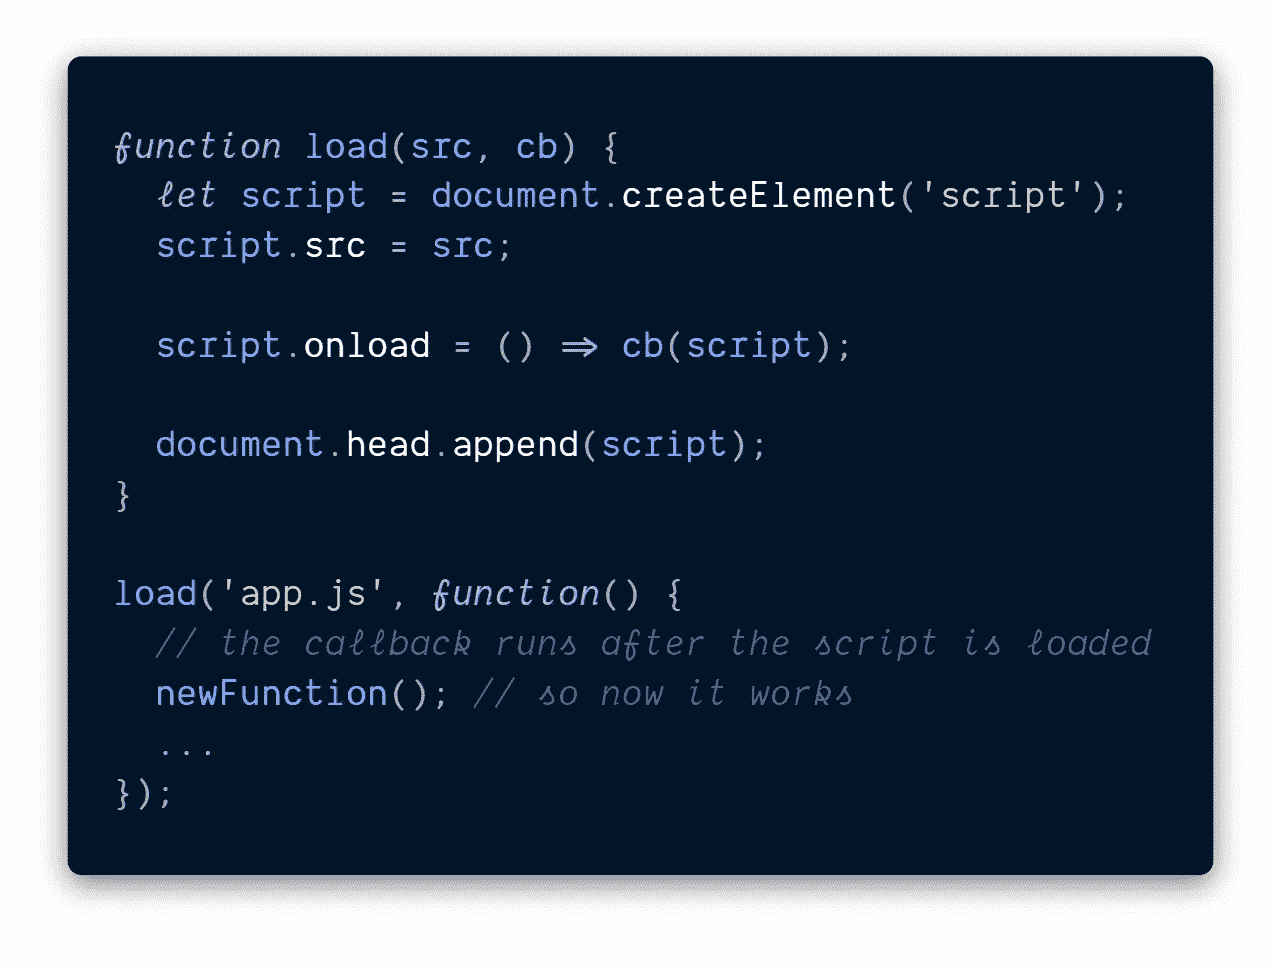 function load(src, cb) {
  let script = document.createElement('script');
  script.src = src;
  script.onload = () => cb(script);
  document.head.append(script);
}
load('app.js', function() {
  // the callback runs after the script is loaded
  newFunction(); // so now it works
  ...
});